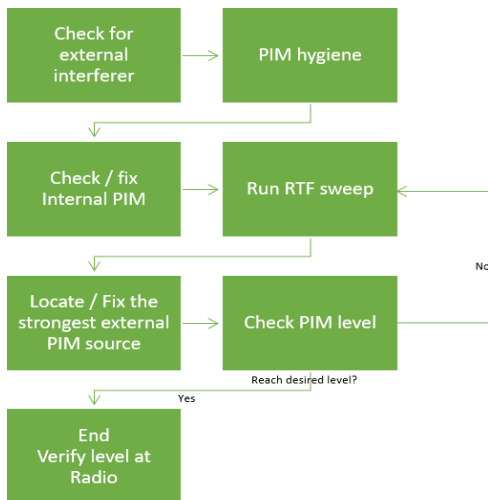 Check for
external
interferer
PIM hygiene
Check / fix
Internal PIM
Run RTF sweep
No
Locate / Fix the
strongest external
PIM source
Check PIM level
Reach desired level?
Yes
End
Verify level at
Radio